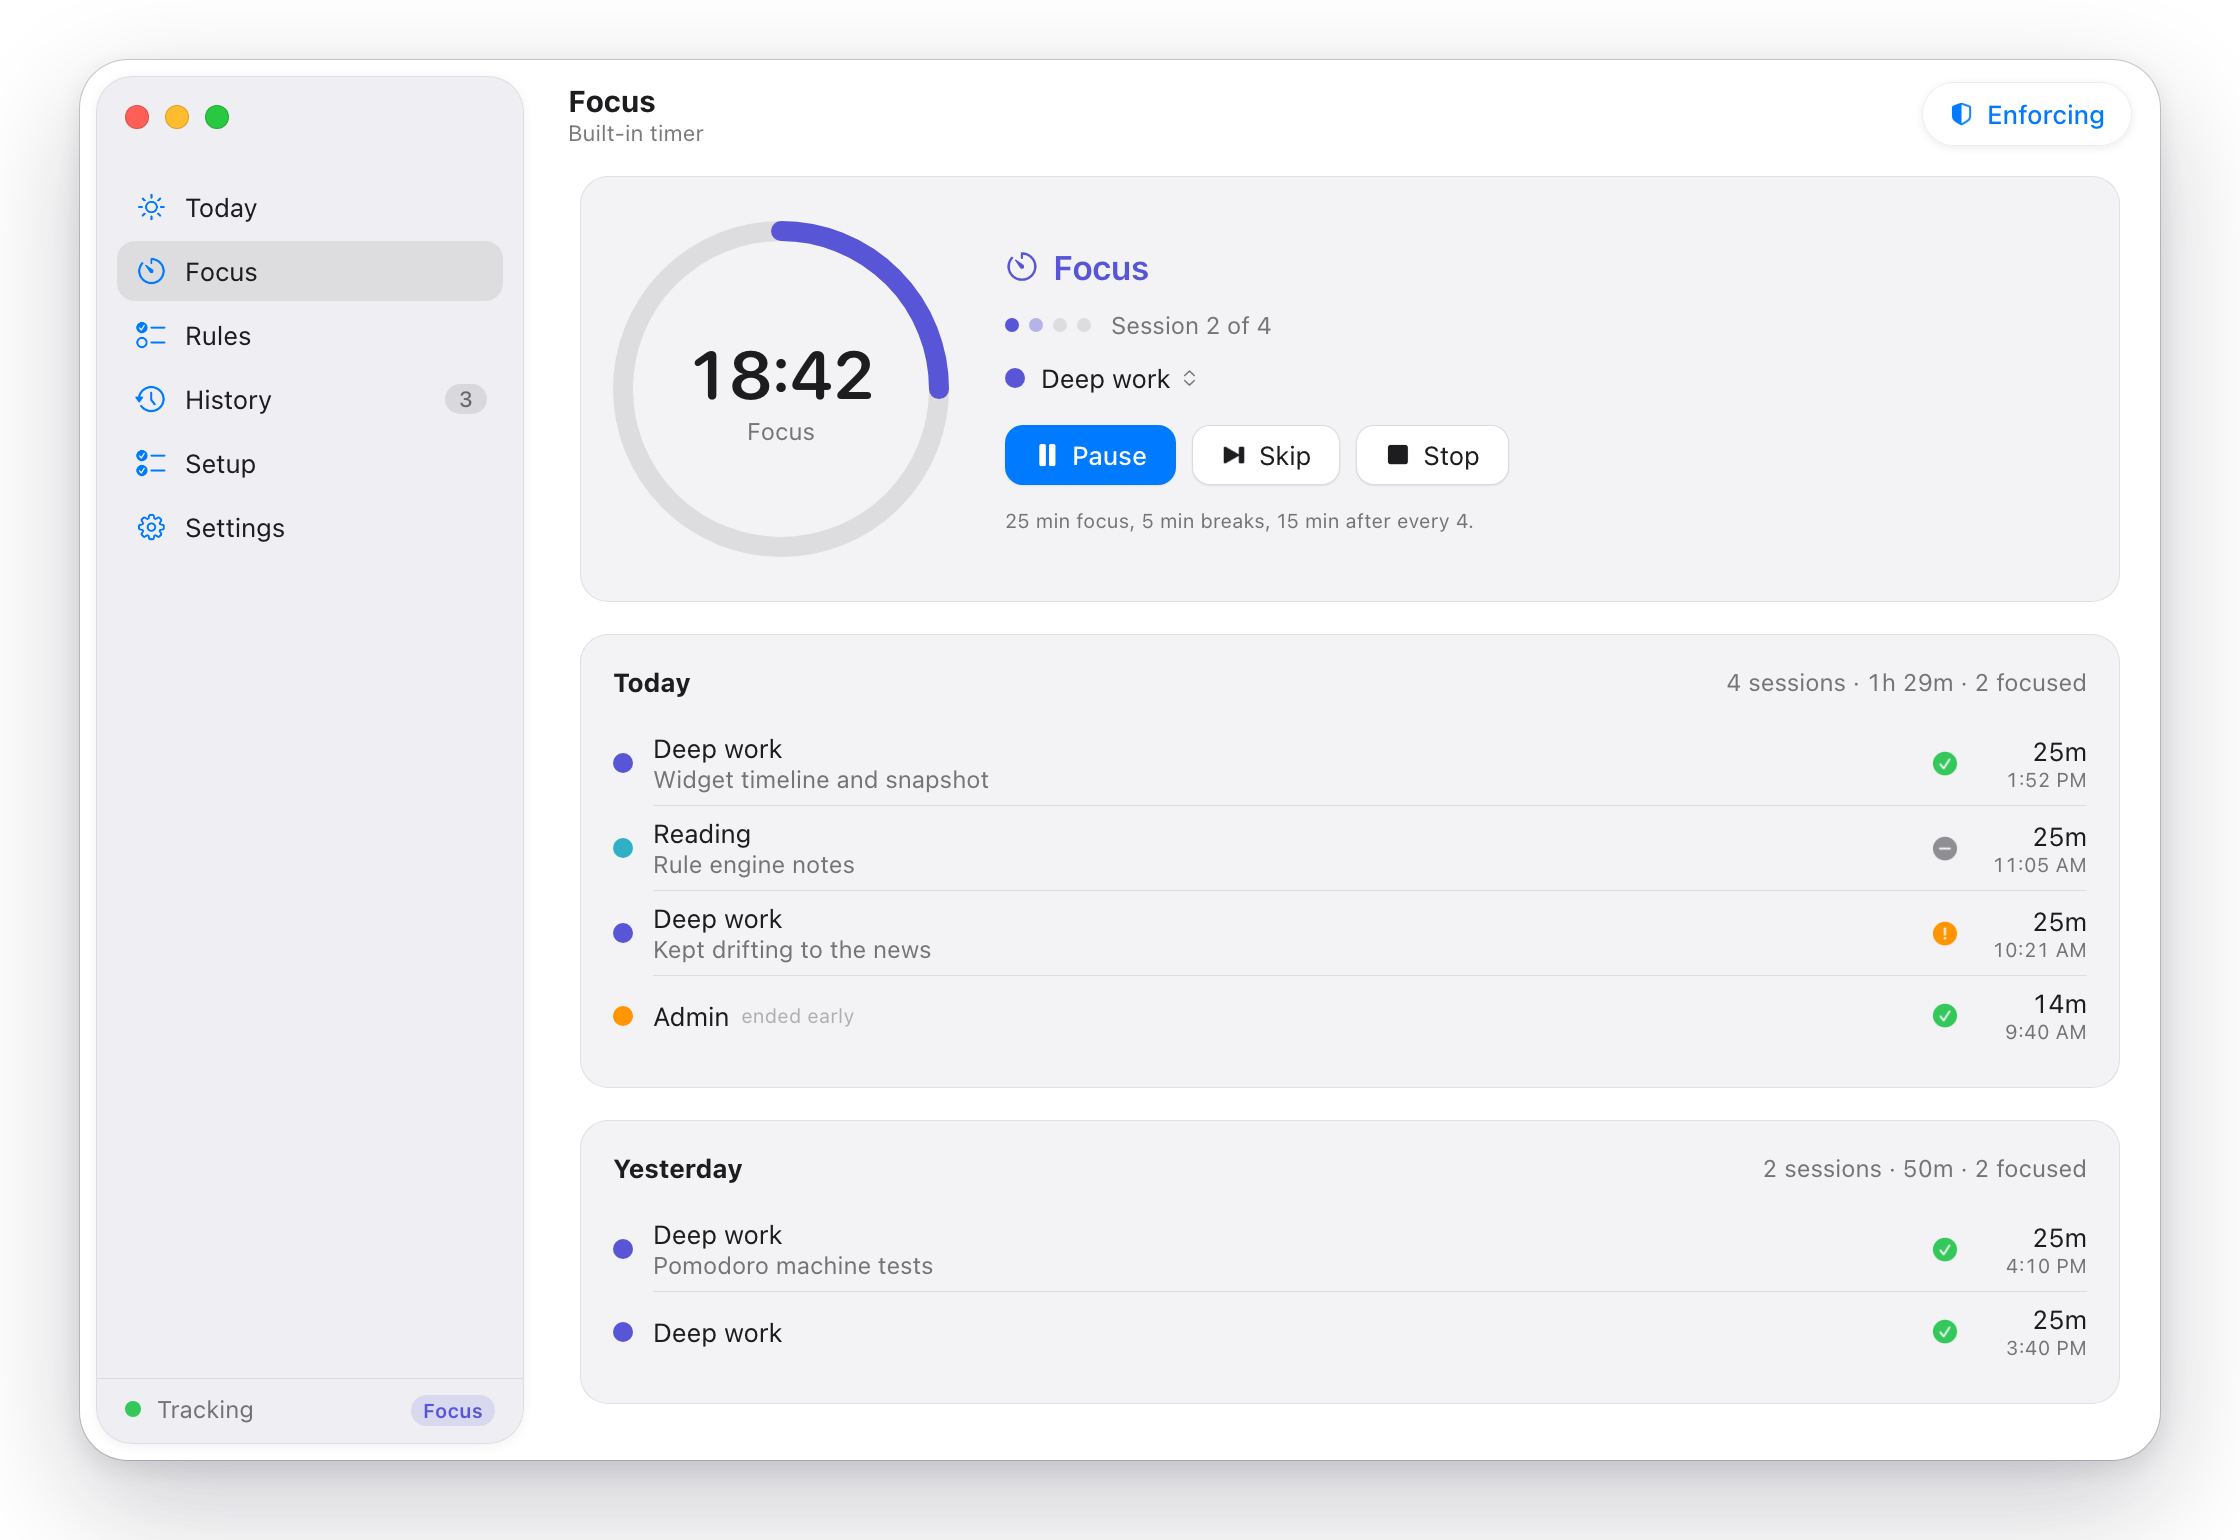 Focus
Built-in timer
Enforcing
Today
Focus
Rules
History 3
Setup
Settings
Tracking Focus
18:42
Focus
Focus
Session 2 of 4
Deep work
Pause Skip Stop
25 min focus, 5 min breaks, 15 min after every 4.
Today 4 sessions · 1h 29m · 2 focused
Deep work 25m
Widget timeline and snapshot 1:52 PM
Reading 25m
Rule engine notes 11:05 AM
Deep work 25m
Kept drifting to the news 10:21 AM
Admin ended early 14m
9:40 AM
Yesterday 2 sessions · 50m · 2 focused
Deep work 25m
Pomodoro machine tests 4:10 PM
Deep work 25m
3:40 PM